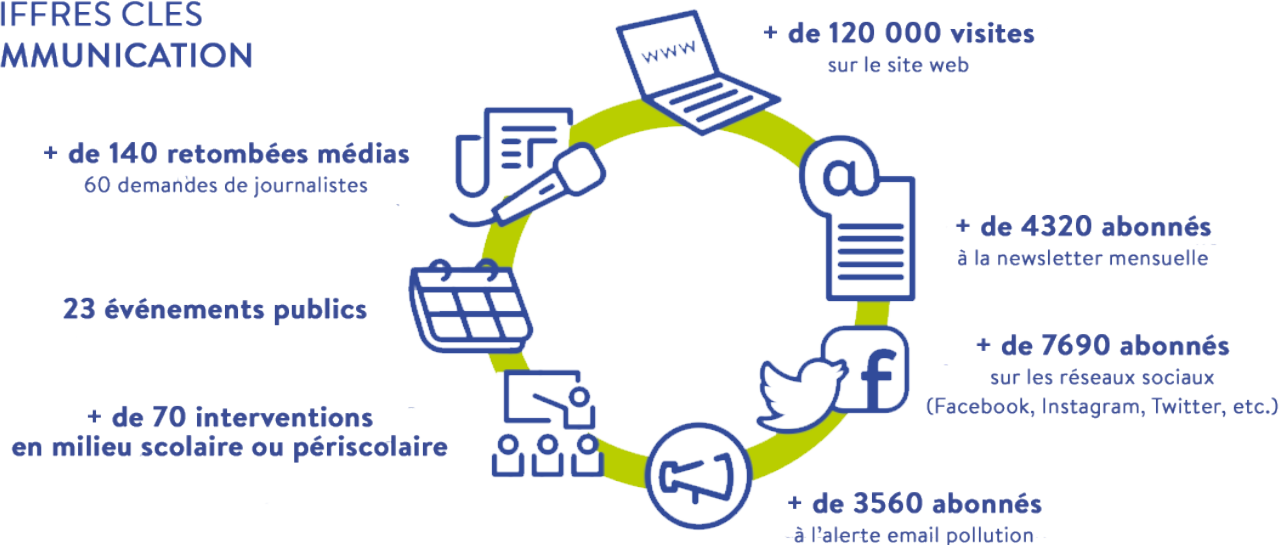 IFFRES CLES
MMUNICATION
+ de 120 000 visites
sur le site web
www
+ de 140 retombées médias
60 demandes de journalistes
@
+ de 4320 abonnés
à la newsletter mensuelle
23 événements publics
+ de 7690 abonnés
sur les réseaux sociaux
(Facebook, Instagram, Twitter, etc.)
f
+ de 70 interventions
en milieu scolaire ou périscolaire
+ de 3560 abonnés
à l'alerte email pollution